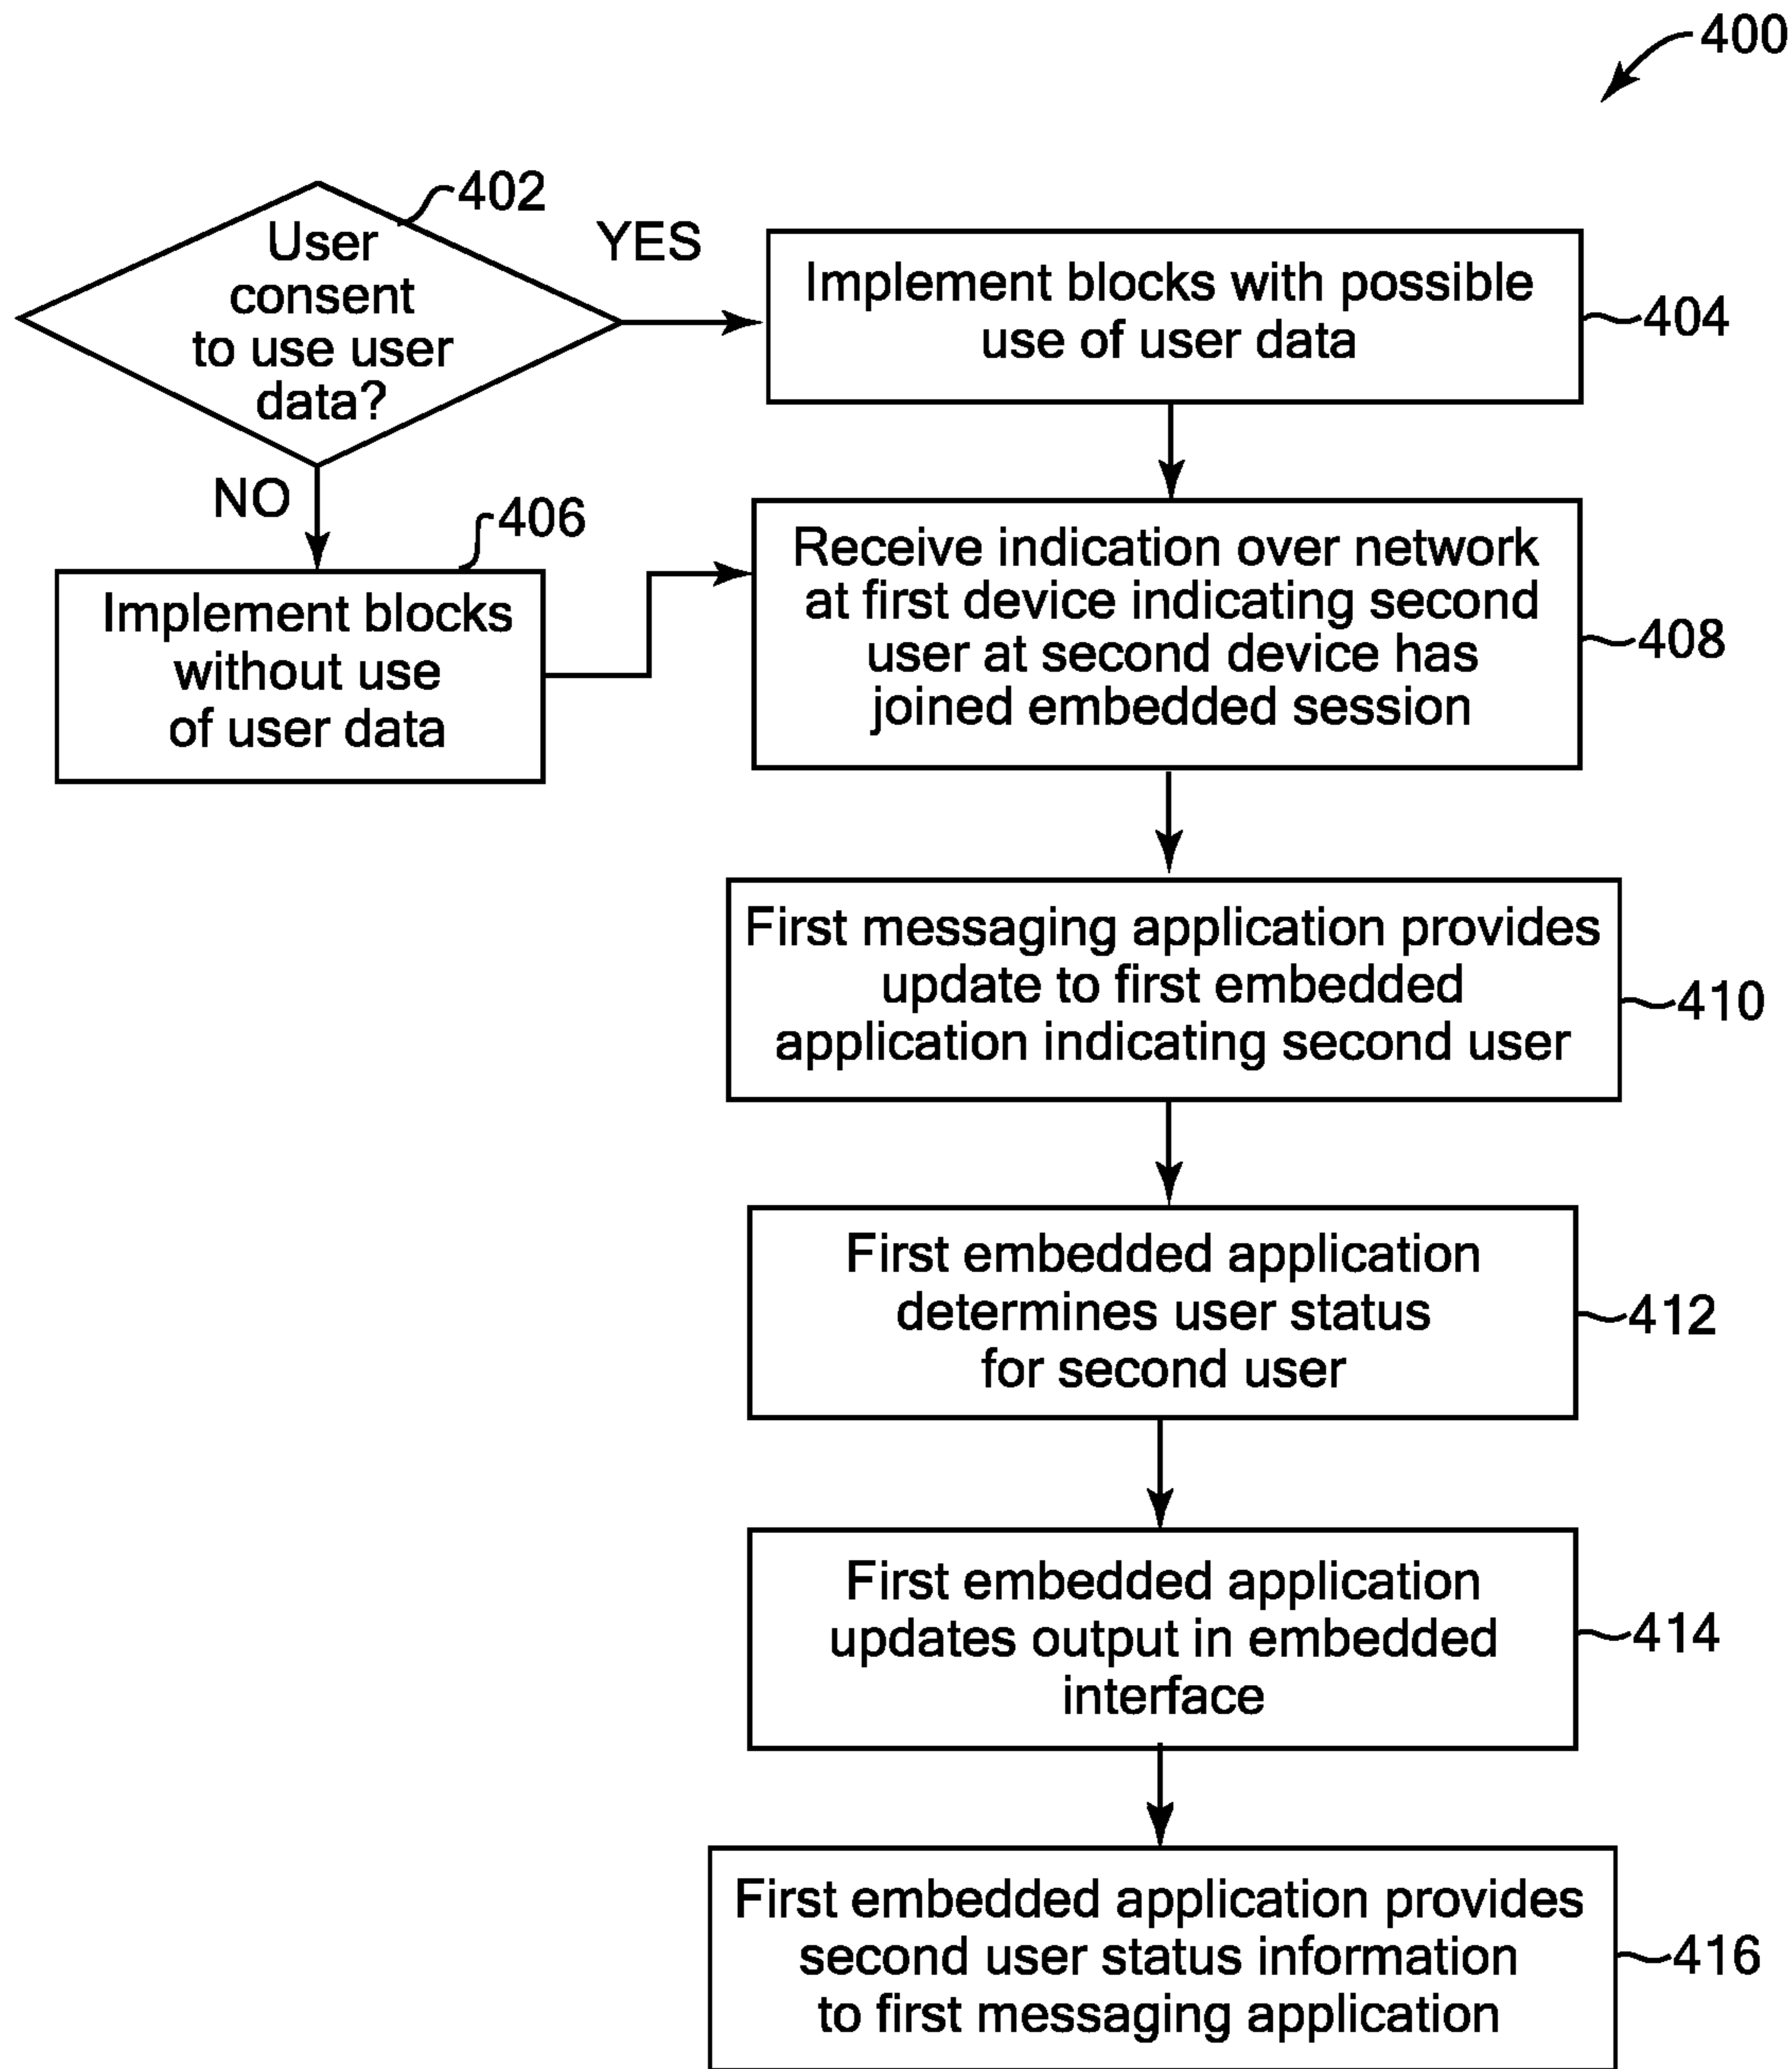 400
402
User
consent
to use user
data?
YES
Implement blocks with possible
use of user data
404
NO
406
Implement blocks
without use
of user data
Receive indication over network
at first device indicating second
user at second device has
joined embedded session
408
First messaging application provides
update to first embedded
application indicating second user
410
First embedded application
determines user status
for second user
412
First embedded application
updates output in embedded
interface
414
First embedded application provides
second user status information
to first messaging application
416